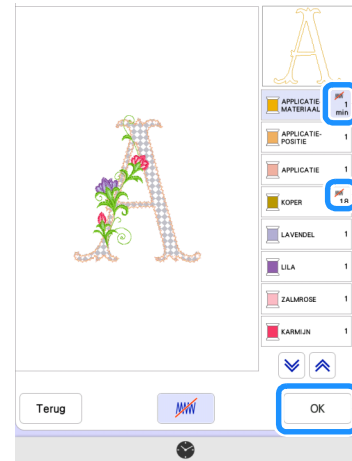 APPLICATIE-
MATERIAAL
1
min
APPLICATIE-
POSITIE
1
APPLICATIE
1
KOPER
18
LAVENDEL
1
LILA
1
ZALMROSE
1
KARMIJN
1
Terug
OK